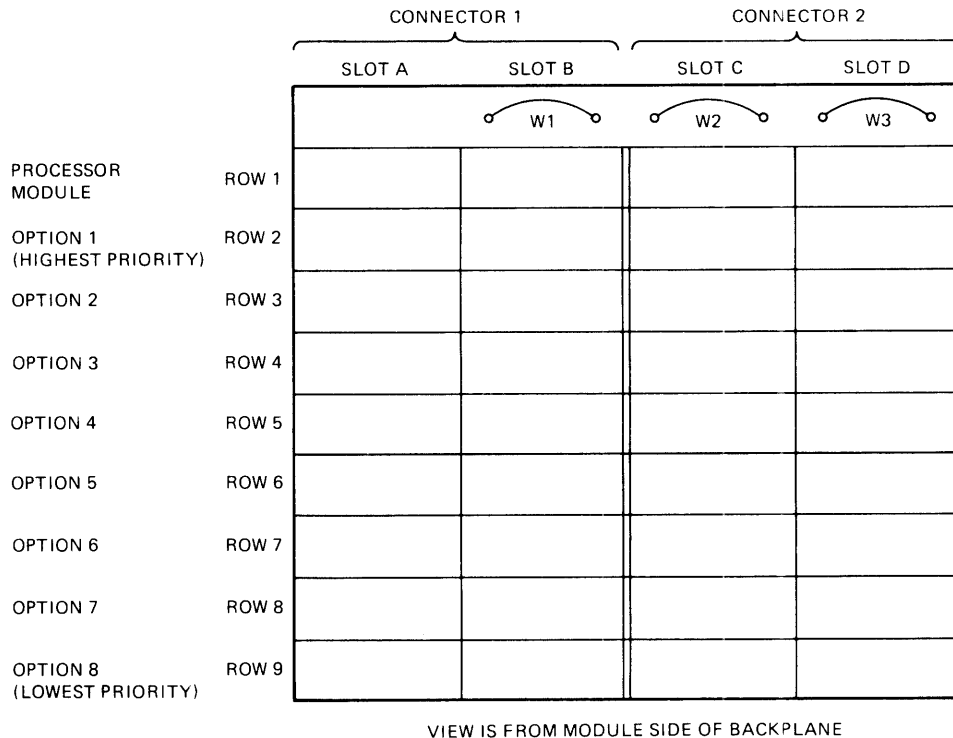 CONNECTOR 1 CONNECTOR 2
SLOT A SLOT B SLOT C SLOT D
W1 W2 W3
PROCESSOR
MODULE ROW 1
OPTION 1 ROW 2
(HIGHEST PRIORITY)
OPTION 2 ROW 3
OPTION 3 ROW 4
OPTION 4 ROW 5
OPTION 5 ROW 6
OPTION 6 ROW 7
OPTION 7 ROW 8
OPTION 8 ROW 9
(LOWEST PRIORITY)
VIEW IS FROM MODULE SIDE OF BACKPLANE